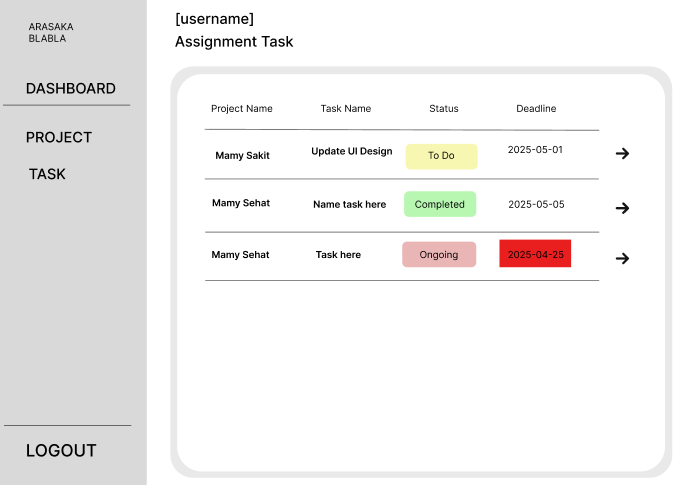 ARASAKA
BLABLA
DASHBOARD
PROJECT
TASK
LOGOUT
[username]
Assignment Task
Project Name Task Name Status Deadline
Mamy Sakit Update UI Design To Do 2025-05-01
Mamy Sehat Name task here Completed 2025-05-05
Mamy Sehat Task here Ongoing 2025-04-25